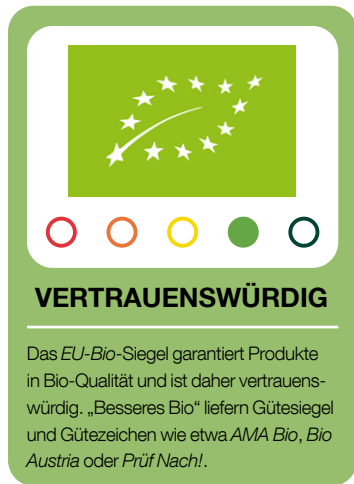 VERTRAUENSWÜRDIG
Das EU-Bio-Siegel garantiert Produkte
in Bio-Qualität und ist daher vertrauens-
würdig. „Besseres Bio“ liefern Gütesiegel
und Gütezeichen wie etwa AMA Bio, Bio
Austria oder Prüf Nach!.